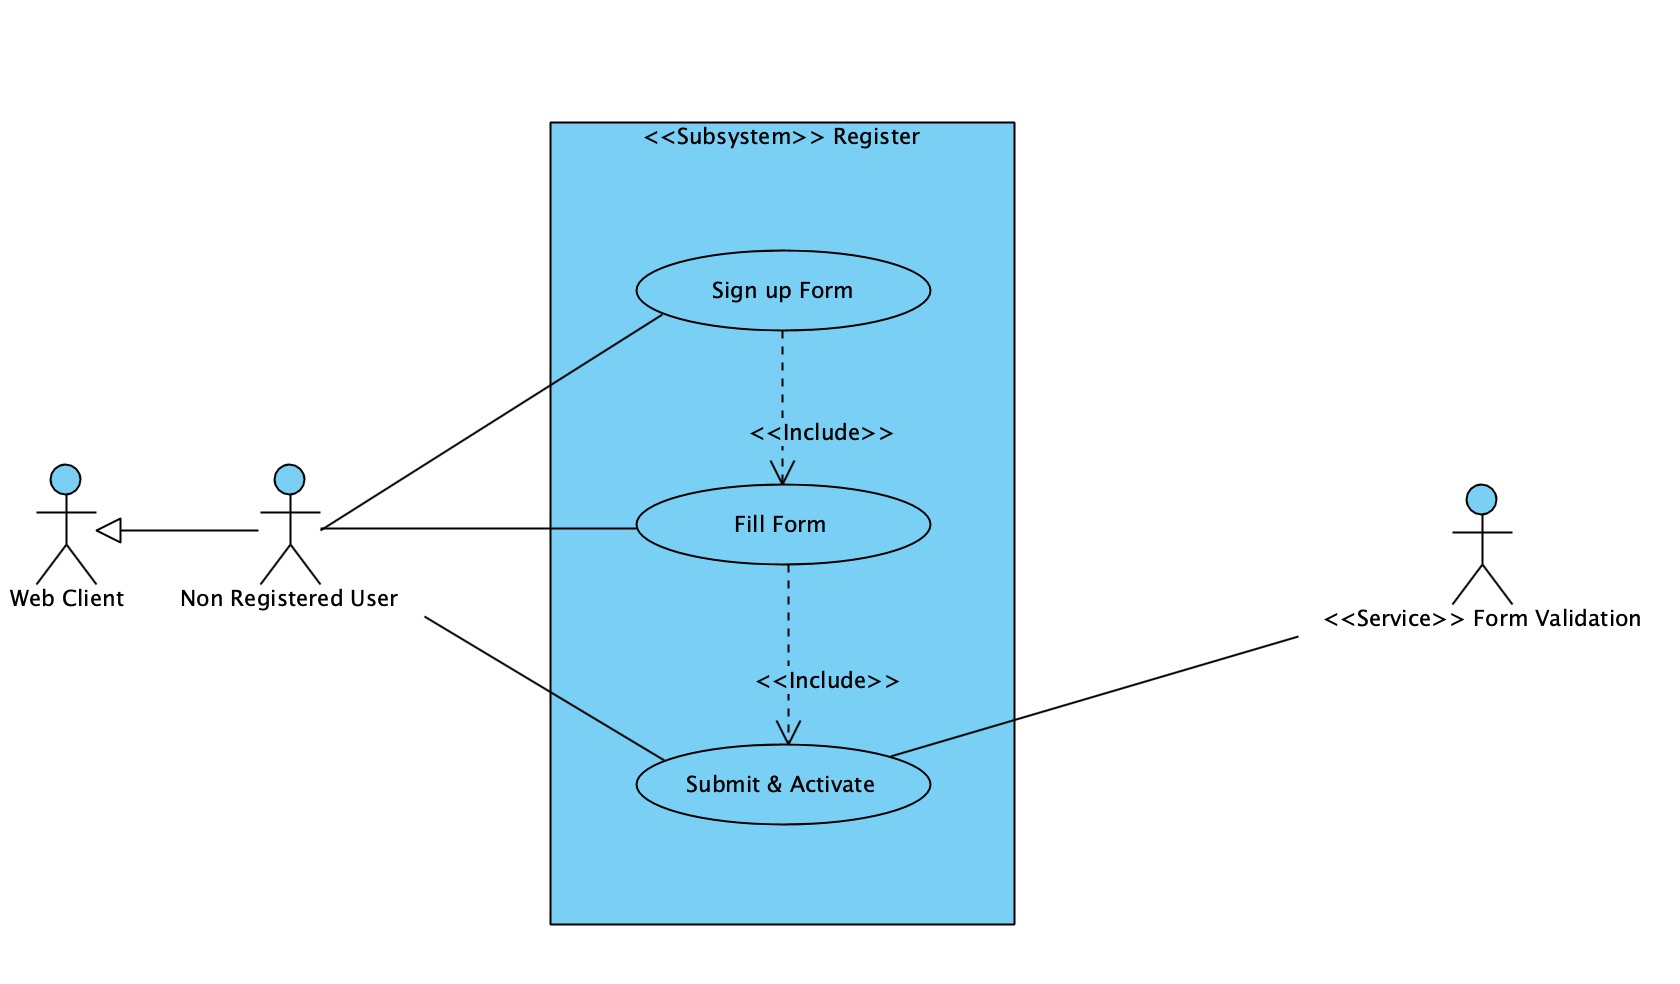 <<Subsystem>> Register
Sign up Form
<<Include>>
Fill Form
Web Client
Non Registered User
<<Service>> Form Validation
<<Include>>
Submit & Activate